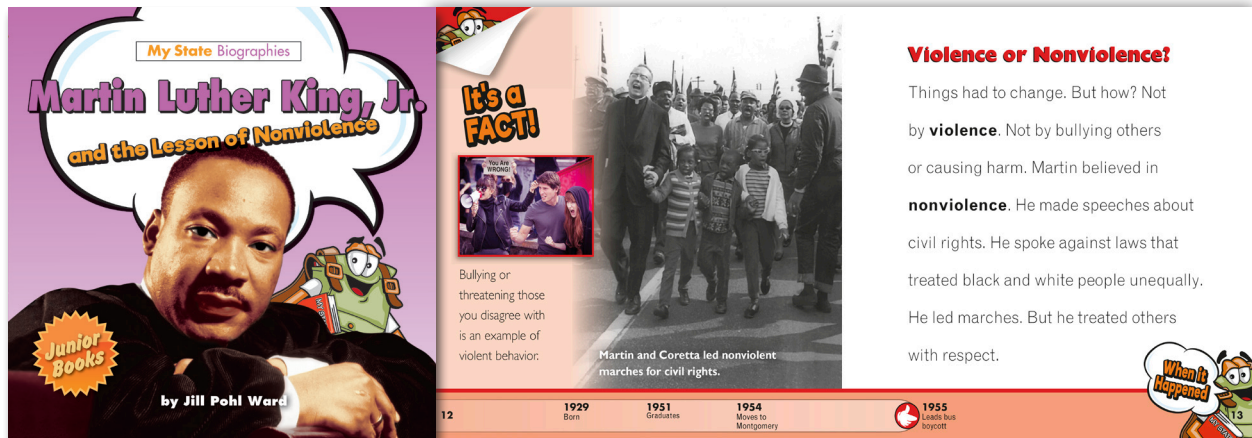 My State Biographies
Martin Luther King, Jr.
and the Lesson of Nonviolence
Junior
Books
by Jill Pohl Ward
It's a
FACT!
You Are
WRONG!
Bullying or
threatening those
you disagree with
is an example of
violent behavior.
Martin and Coretta led nonviolent
marches for civil rights.
Violence or Nonviolence?
Things had to change. But how? Not
by violence. Not by bullying others
or causing harm. Martin believed in
nonviolence. He made speeches about
civil rights. He spoke against laws that
treated black and white people unequally.
He led marches. But he treated others
with respect.
12
1929
Born
1951
Graduates
1954
Moves to
Montgomery
1955
Leads bus
boycott
When it
Happened
13